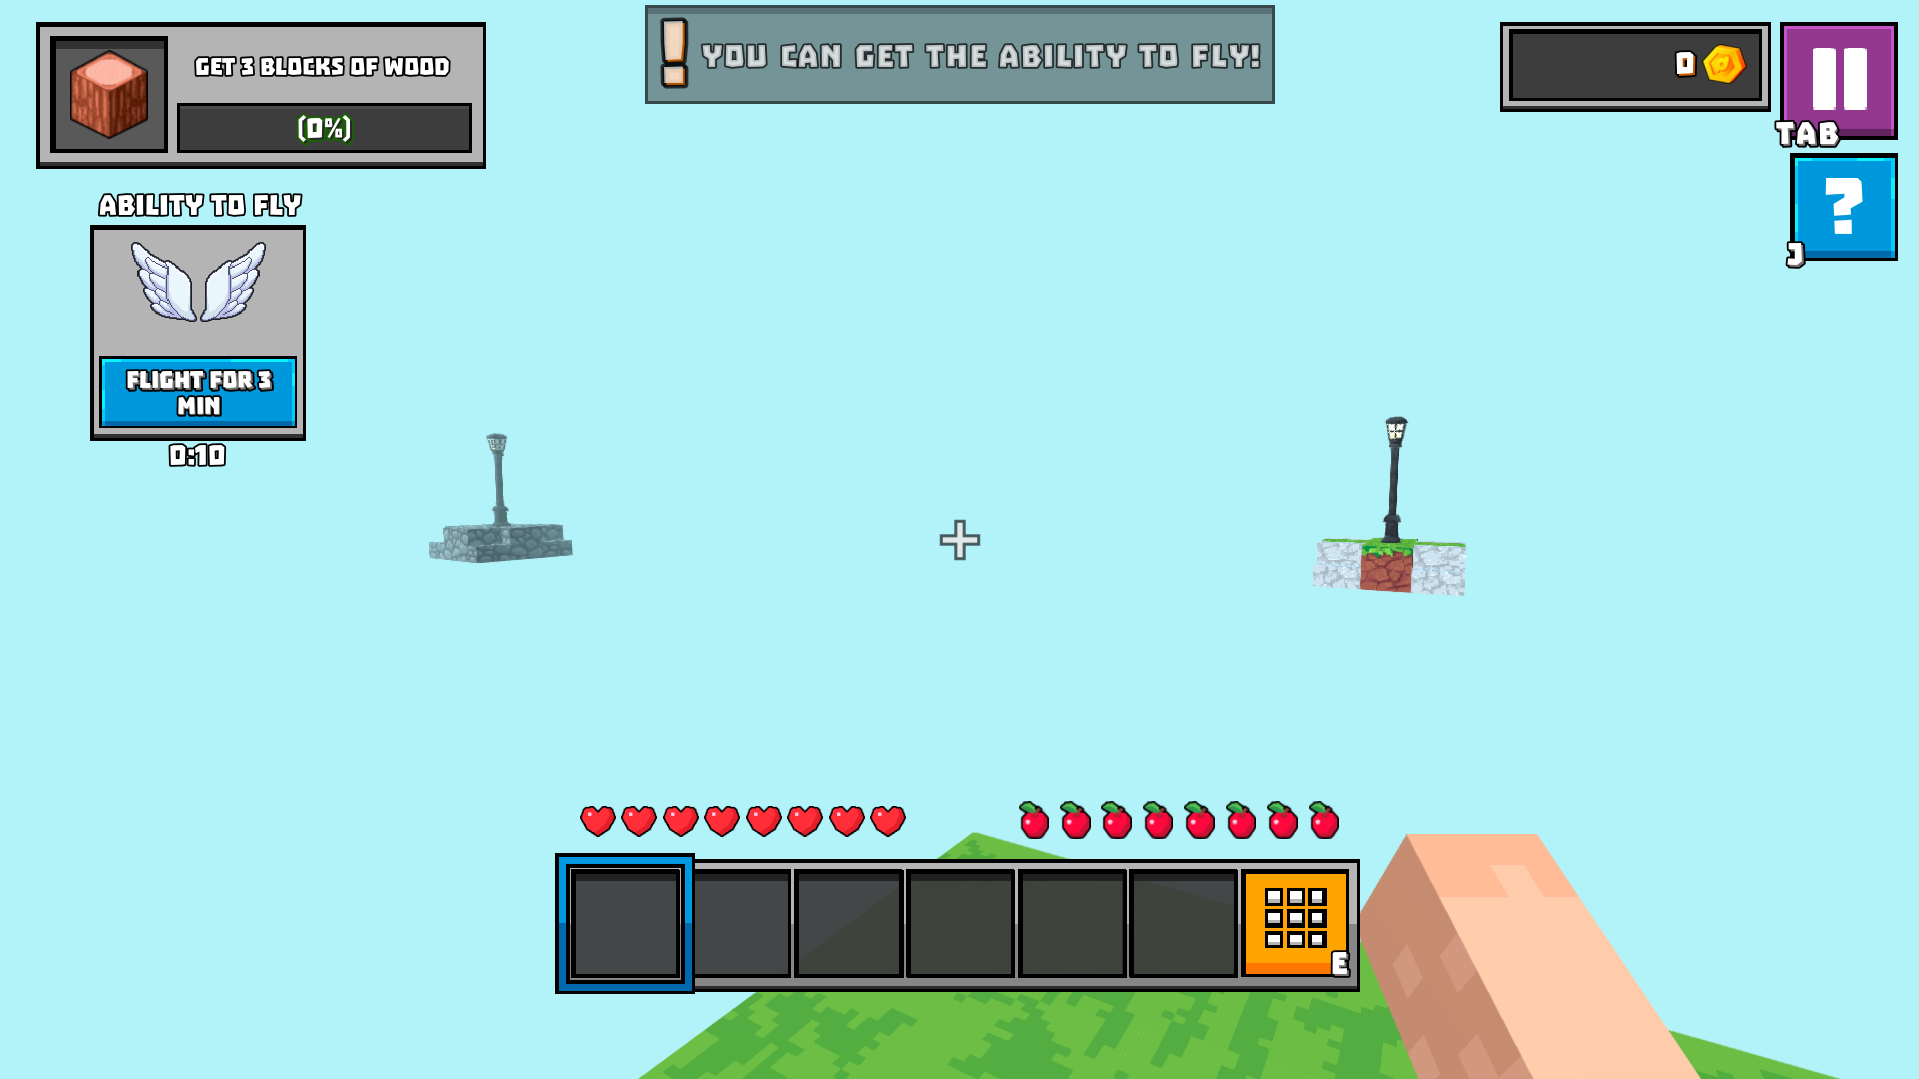 GET 3 BLOCKS OF WOOD
(0%)
YOU CAN GET THE ABILITY TO FLY!
0
TAB
J
ABILITY TO FLY
FLIGHT FOR 3
MIN
0:10
E